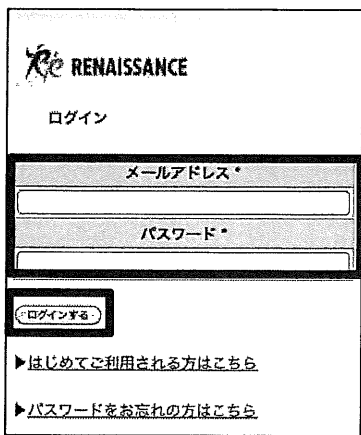 RENAISSANCE
ログイン
メールアドレス *
パスワード *
ログインする
▶はじめてご利用される方はこちら
▶パスワードをお忘れの方はこちら